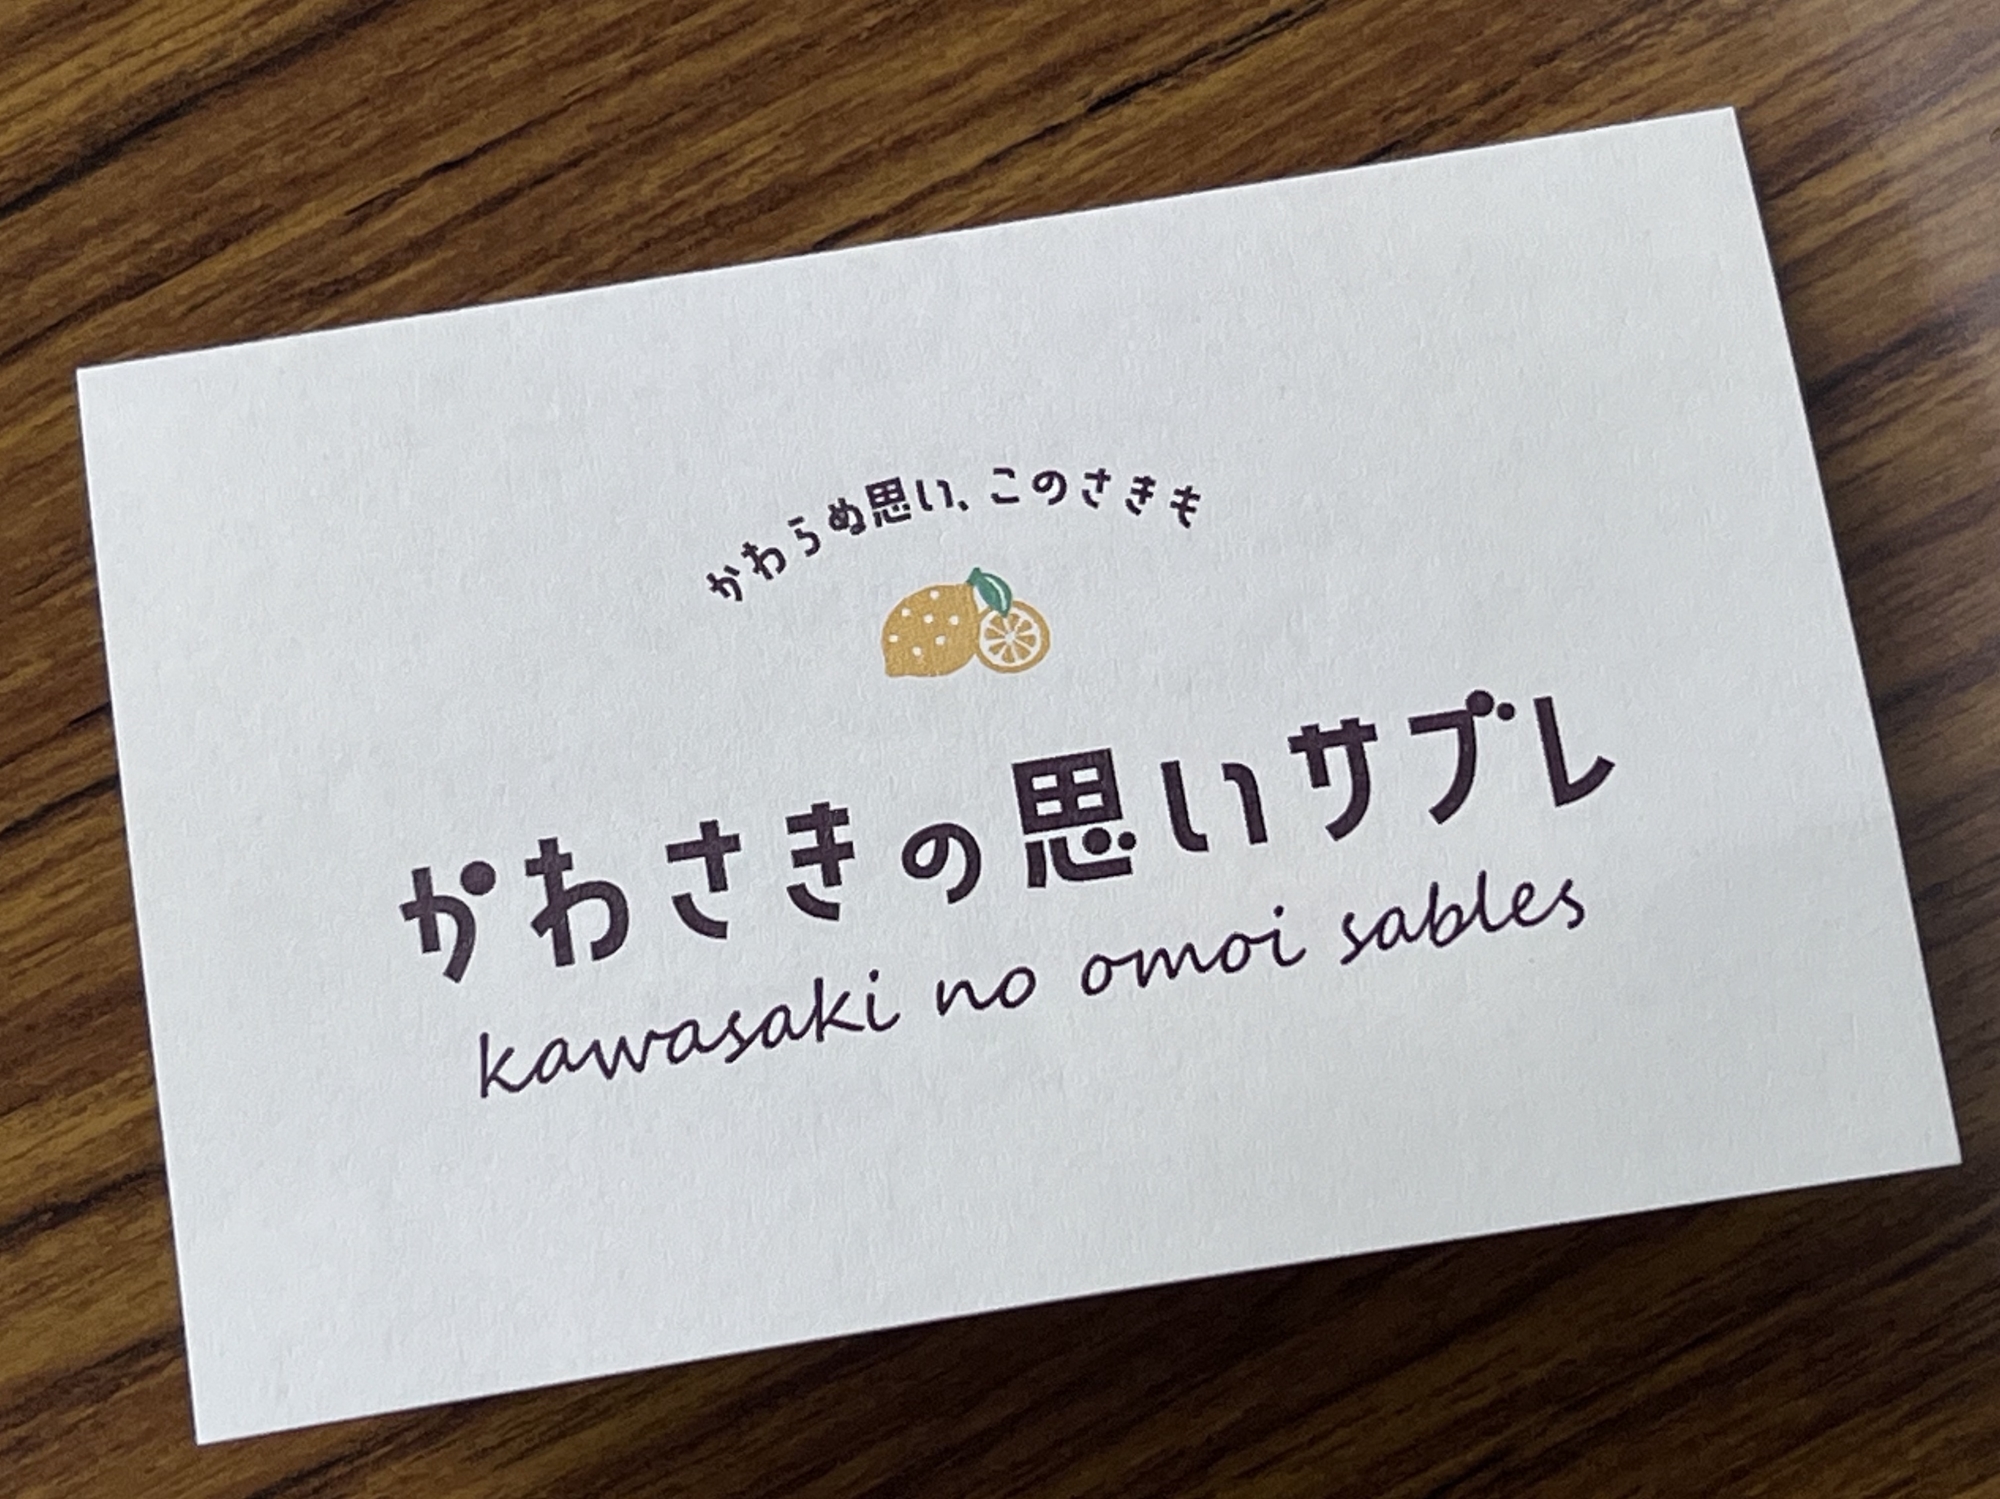 かわらぬ思い、このさきも
かわさきの思いサブレ
kawasaki no omoi sables